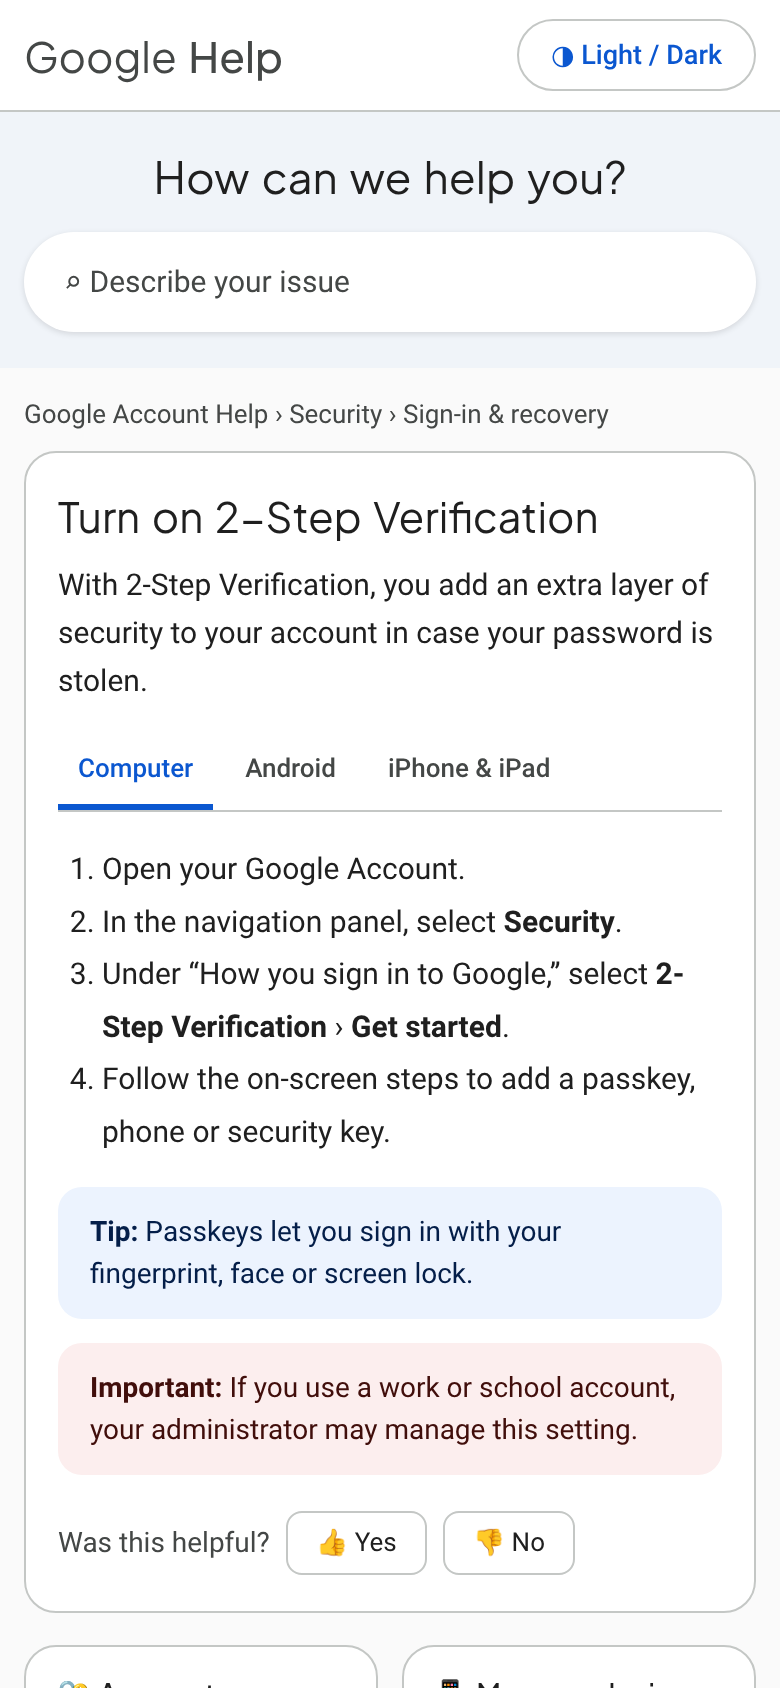 Google Help
◑ Light / Dark
How can we help you?
⌕ Describe your issue
Google Account Help › Security › Sign-in & recovery
Turn on 2-Step Verification
With 2-Step Verification, you add an extra layer of
security to your account in case your password is
stolen.
Computer Android iPhone & iPad
1. Open your Google Account.
2. In the navigation panel, select Security.
3. Under “How you sign in to Google,” select 2-
Step Verification › Get started.
4. Follow the on-screen steps to add a passkey,
phone or security key.
Tip: Passkeys let you sign in with your
fingerprint, face or screen lock.
Important: If you use a work or school account,
your administrator may manage this setting.
Was this helpful? 👍 Yes 👎 No